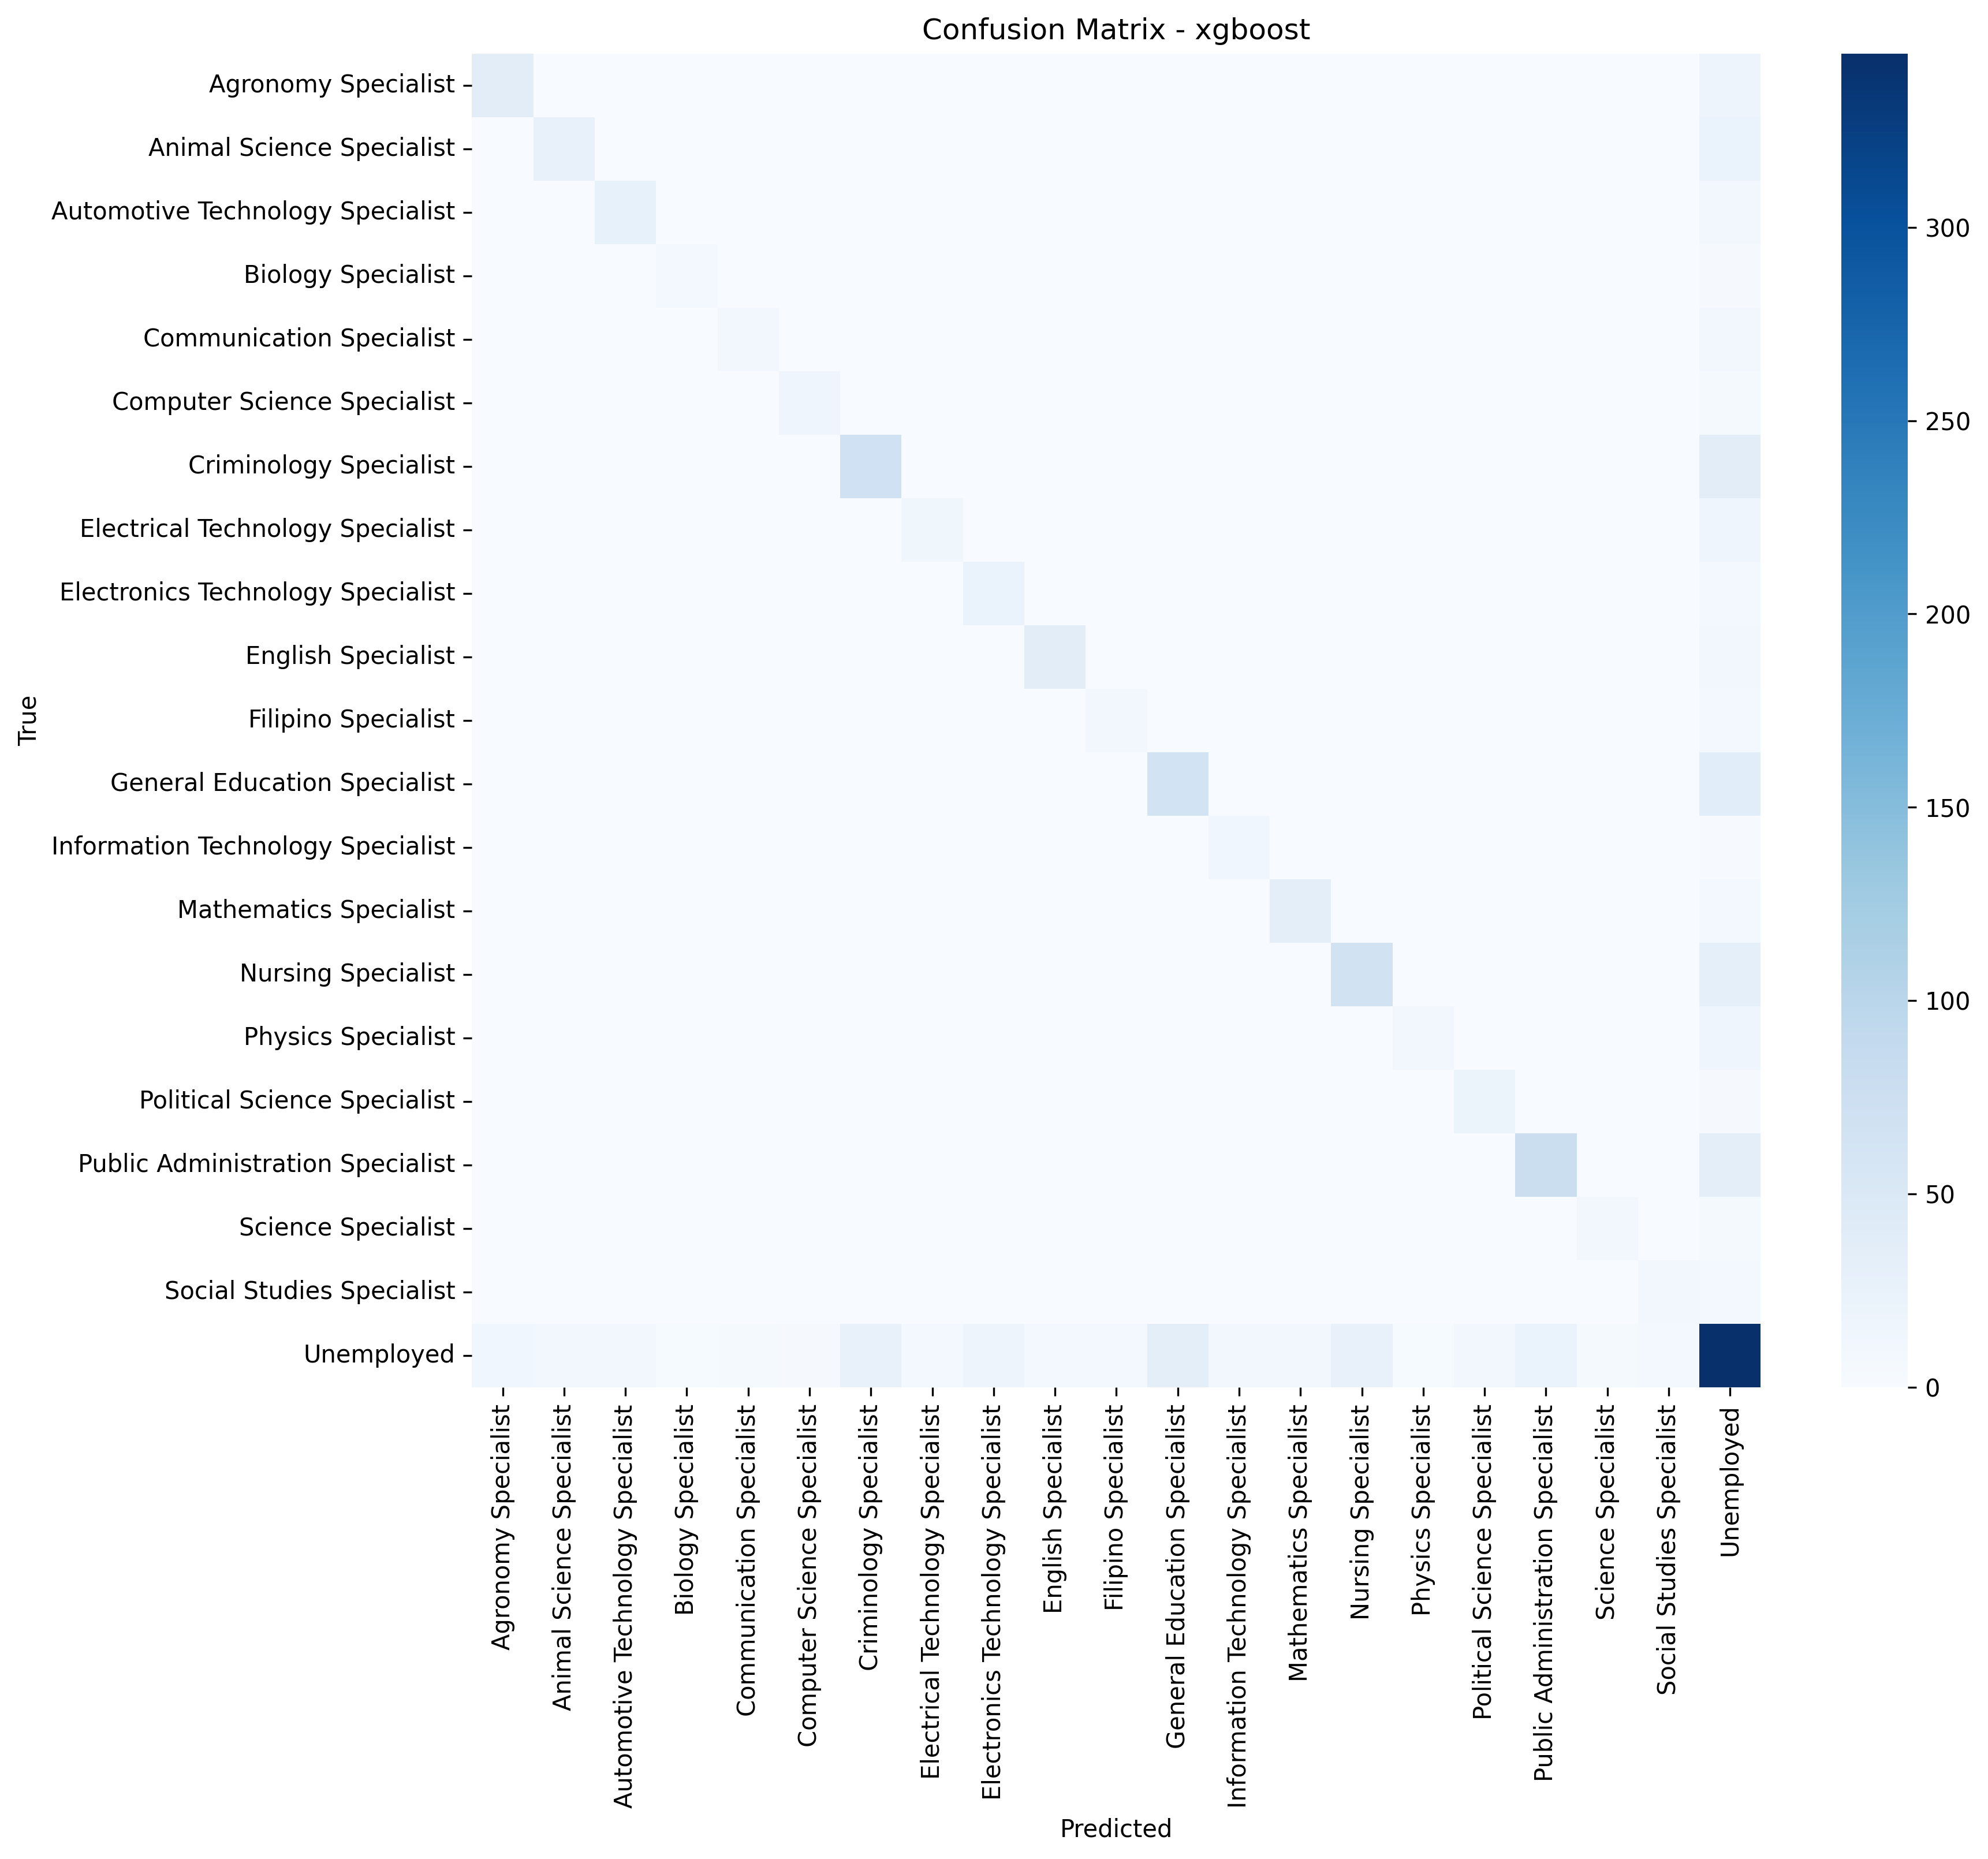 Confusion Matrix - xgboost
True
Agronomy Specialist
Animal Science Specialist
Automotive Technology Specialist
Biology Specialist
Communication Specialist
Computer Science Specialist
Criminology Specialist
Electrical Technology Specialist
Electronics Technology Specialist
English Specialist
Filipino Specialist
General Education Specialist
Information Technology Specialist
Mathematics Specialist
Nursing Specialist
Physics Specialist
Political Science Specialist
Public Administration Specialist
Science Specialist
Social Studies Specialist
Unemployed
Agronomy Specialist
Animal Science Specialist
Automotive Technology Specialist
Biology Specialist
Communication Specialist
Computer Science Specialist
Criminology Specialist
Electrical Technology Specialist
Electronics Technology Specialist
English Specialist
Filipino Specialist
General Education Specialist
Information Technology Specialist
Mathematics Specialist
Nursing Specialist
Physics Specialist
Political Science Specialist
Public Administration Specialist
Science Specialist
Social Studies Specialist
Unemployed
Predicted
300
250
200
150
100
50
0